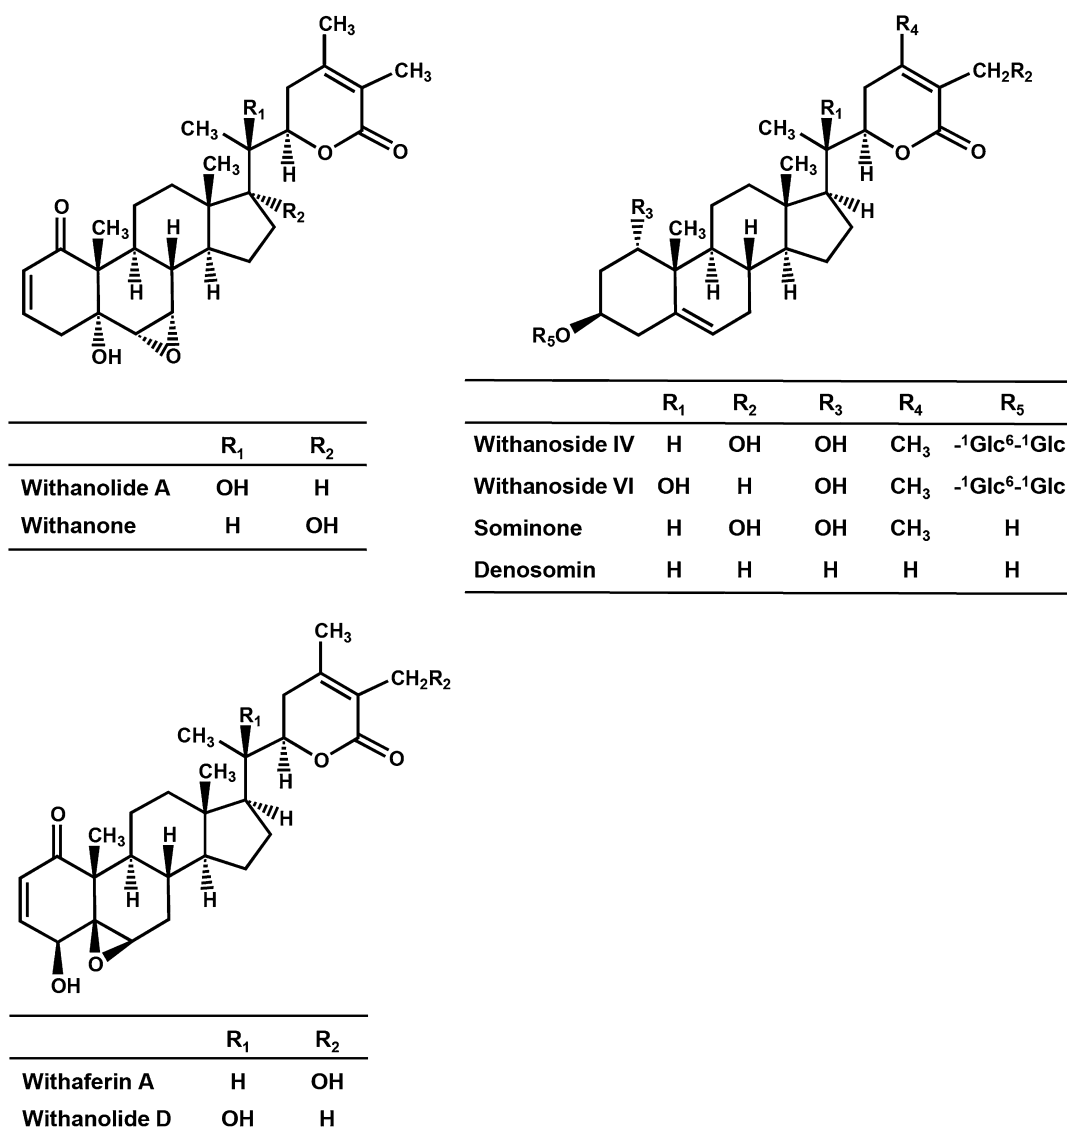 CH₃
CH₃
R₁
CH₃
H
O
O
CH₃
R₂
O
CH₃
H
H
H
OH
O
R₁ R₂
Withanolide A OH H
Withanone H OH
R₄
CH₂R₂
R₁
CH₃
H
O
O
CH₃
H
R₃
CH₃
H
H
H
R₅O
R₁ R₂ R₃ R₄ R₅
Withanoside IV H OH OH CH₃ -¹Glc⁶-¹Glc
Withanoside VI OH H OH CH₃ -¹Glc⁶-¹Glc
Sominone H OH OH CH₃ H
Denosomin H H H H H
CH₃
CH₂R₂
R₁
CH₃
H
O
O
CH₃
H
O
CH₃
H
H
H
O
OH
R₁ R₂
Withaferin A H OH
Withanolide D OH H